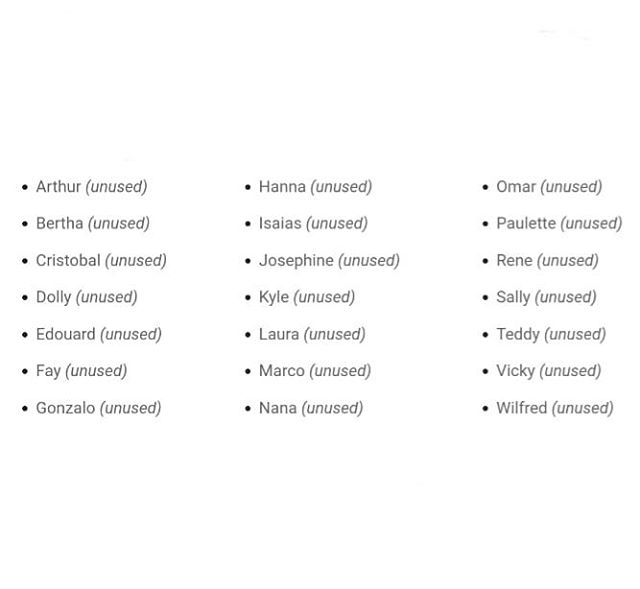 • Arthur (unused)
• Bertha (unused)
• Cristobal (unused)
• Dolly (unused)
• Edouard (unused)
• Fay (unused)
• Gonzalo (unused)
• Hanna (unused)
• Isaias (unused)
• Josephine (unused)
• Kyle (unused)
• Laura (unused)
• Marco (unused)
• Nana (unused)
• Omar (unused)
• Paulette (unused)
• Rene (unused)
• Sally (unused)
• Teddy (unused)
• Vicky (unused)
• Wilfred (unused)